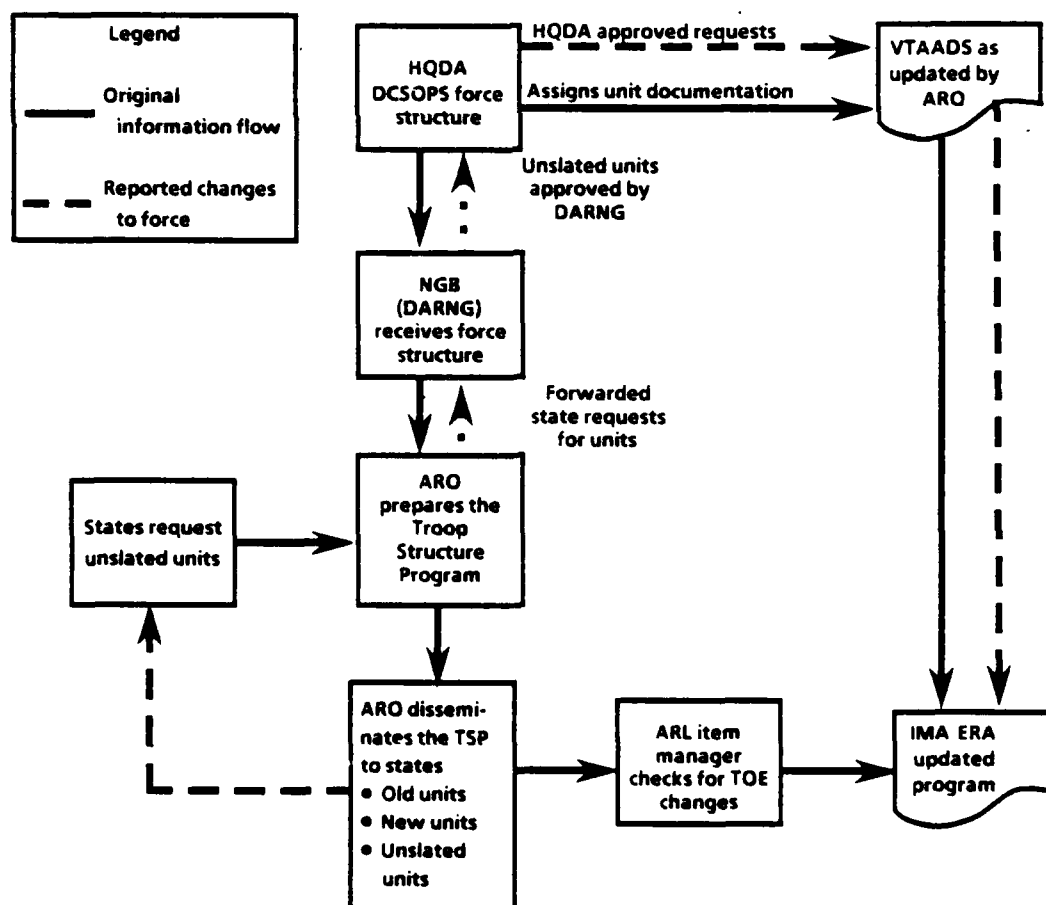 Legend
Original
information flow
Reported changes
to force
HQDA
DCSOPS force
structure
HQDA approved requests
Assigns unit documentation
VTAADS as
updated by
ARO
Unslated units
approved by
DARNG
NGB
(DARNG)
receives force
structure
Forwarded
state requests
for units
States request
unslated units
ARO
prepares the
Troop
Structure
Program
ARO dissemi-
nates the TSP
to states
• Old units
• New units
• Unslated
units
ARL item
manager
checks for TOE
changes
IMA ERA
updated
program